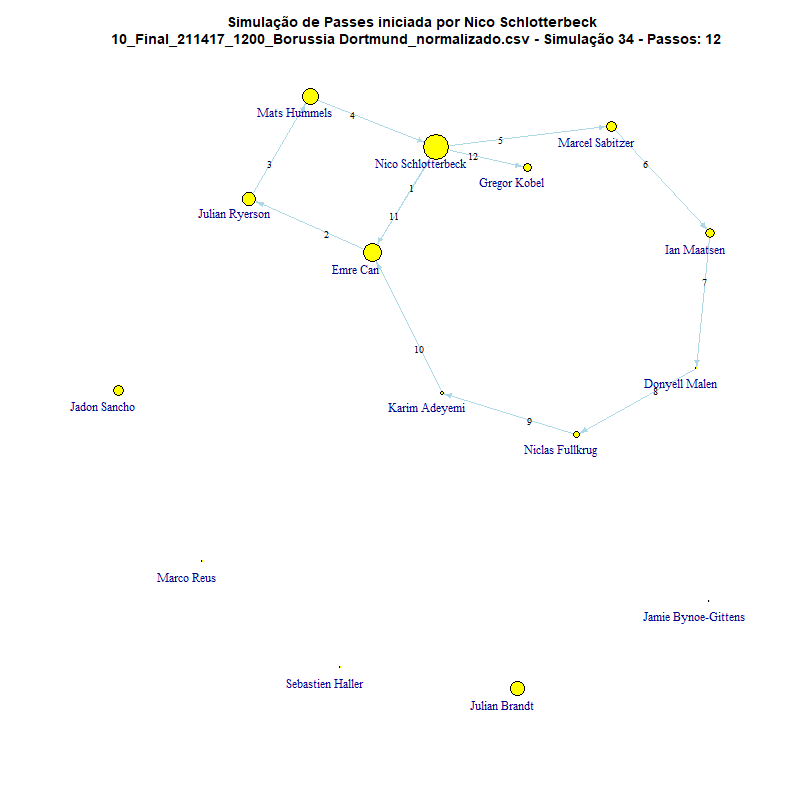 Simulação de Passes iniciada por Nico Schlotterbeck
10_Final_211417_1200_Borussia Dortmund_normalizado.csv - Simulação 34 - Passos: 12
Mats Hummels
4
5
Marcel Sabitzer
12
Nico Schlotterbeck
3
6
Gregor Kobel
1
Julian Ryerson
11
2
Ian Maatsen
Emre Can
7
10
Donyell Malen
8
Jadon Sancho
Karim Adeyemi
9
Niclas Fullkrug
Marco Reus
Jamie Bynoe-Gittens
Sebastien Haller
Julian Brandt